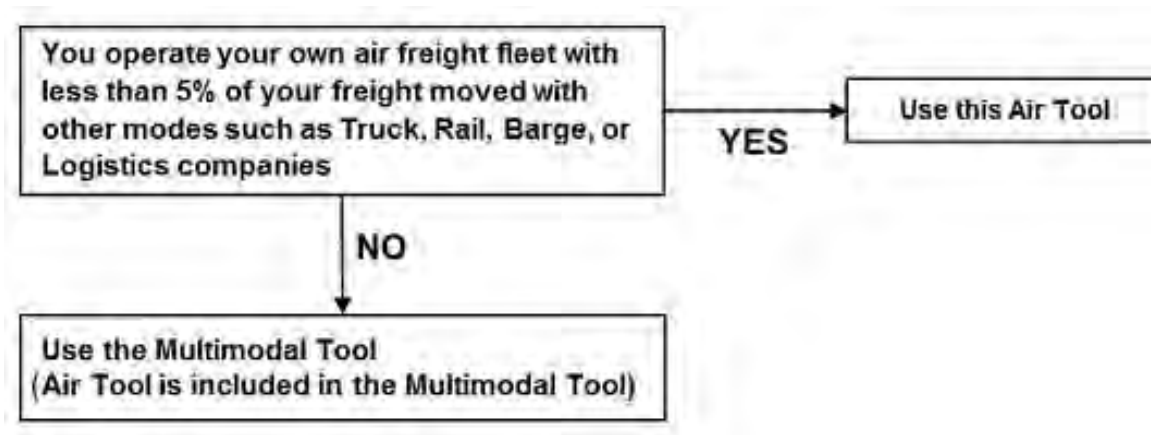 You operate your own air freight fleet with
less than 5% of your freight moved with
other modes such as Truck, Rail, Barge, or
Logistics companies
YES
Use this Air Tool
NO
Use the Multimodal Tool
(Air Tool is included in the Multimodal Tool)